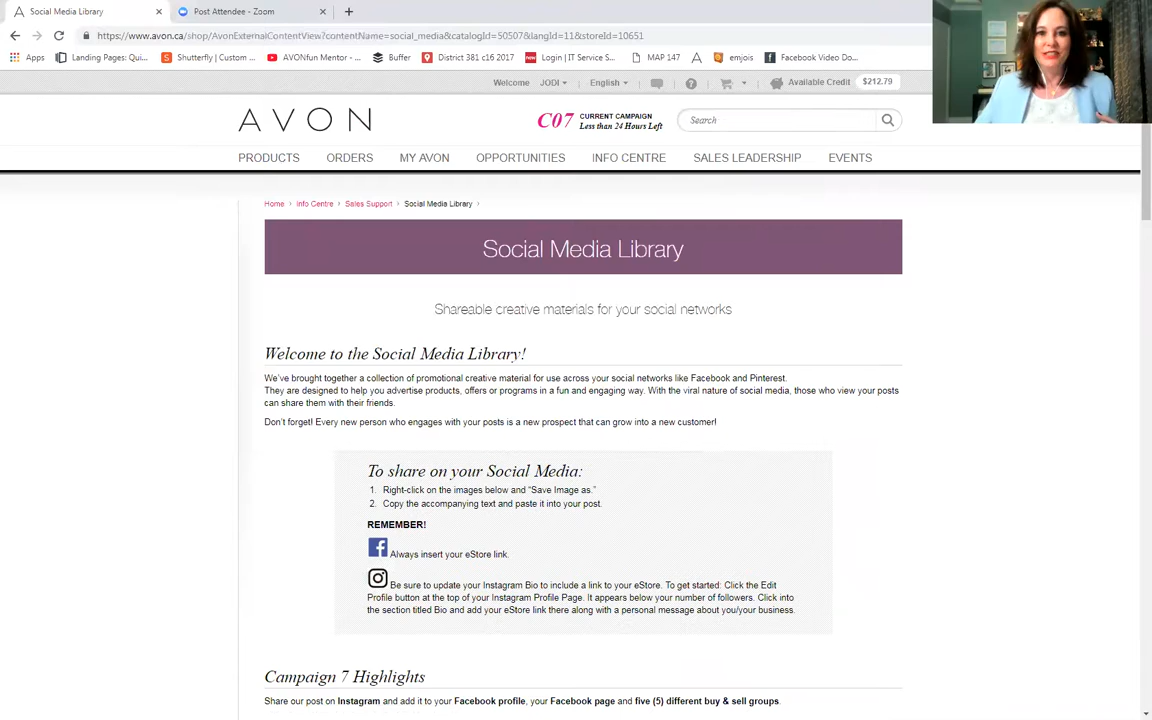 Social Media Library
Post Attendee - Zoom
https://www.avon.ca/shop/AvonExternalContentView?contentName=social_media&catalogId=50507&langId=11&storeId=10651
Apps Landing Pages: Qui... Shutterfly | Custom ... AVONfun Mentor - ... Buffer District 381 c16 2017 Login | IT Service S... MAP 147 emjois Facebook Video Do...
Welcome JODI English Available Credit $212.79
AVON
C07 CURRENT CAMPAIGN
Less than 24 Hours Left
Search
PRODUCTS ORDERS MY AVON OPPORTUNITIES INFO CENTRE SALES LEADERSHIP EVENTS
Home › Info Centre › Sales Support › Social Media Library ›
Social Media Library
Shareable creative materials for your social networks
Welcome to the Social Media Library!
We've brought together a collection of promotional creative material for use across your social networks like Facebook and Pinterest.
They are designed to help you advertise products, offers or programs in a fun and engaging way. With the viral nature of social media, those who view your posts
can share them with their friends.
Don't forget! Every new person who engages with your posts is a new prospect that can grow into a new customer!
To share on your Social Media:
1. Right-click on the images below and "Save Image as."
2. Copy the accompanying text and paste it into your post.
REMEMBER!
Always insert your eStore link.
Be sure to update your Instagram Bio to include a link to your eStore. To get started: Click the Edit
Profile button at the top of your Instagram Profile Page. It appears below your number of followers. Click into
the section titled Bio and add your eStore link there along with a personal message about you/your business.
Campaign 7 Highlights
Share our post on Instagram and add it to your Facebook profile, your Facebook page and five (5) different buy & sell groups.